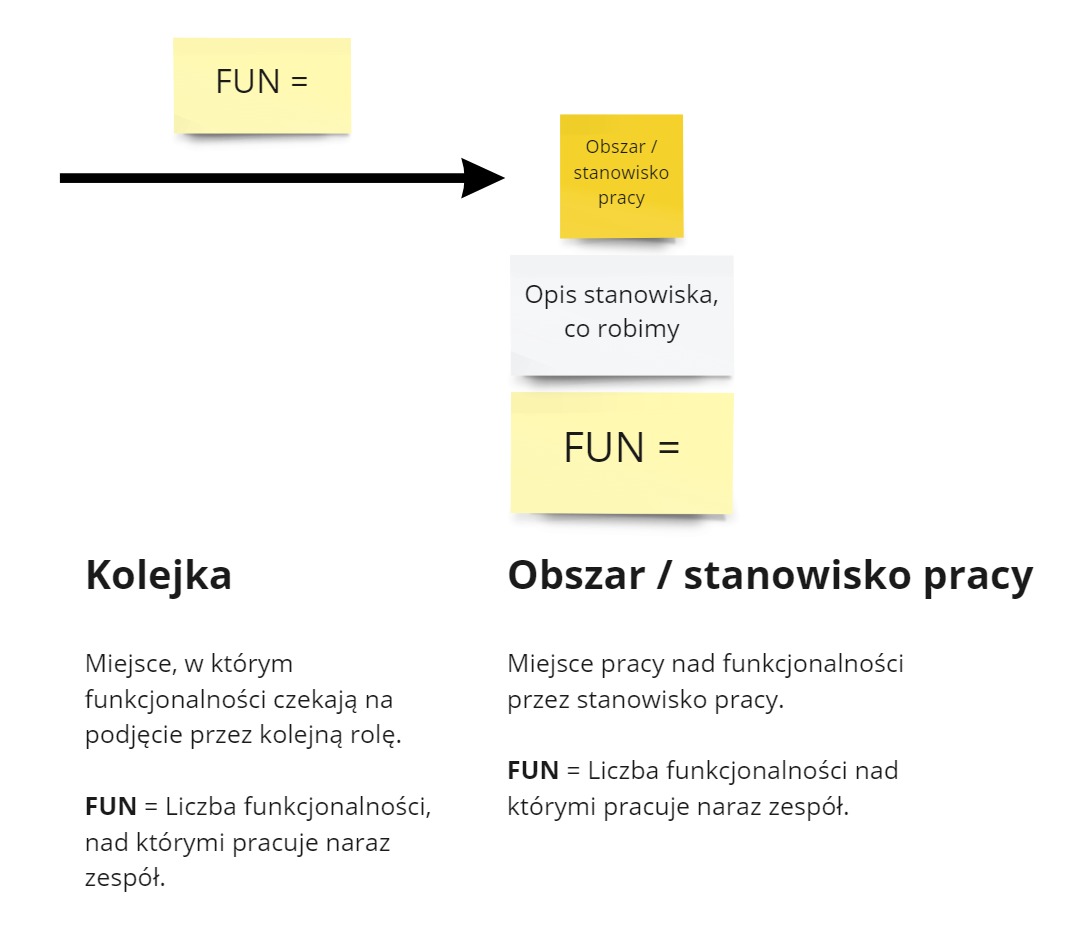 FUN =
Obszar /
stanowisko
pracy
Opis stanowiska,
co robimy
FUN =
Kolejka
Miejsce, w którym
funkcjonalności czekają na
podjęcie przez kolejną rolę.
FUN = Liczba funkcjonalności,
nad którymi pracuje naraz
zespół.
Obszar / stanowisko pracy
Miejsce pracy nad funkcjonalności
przez stanowisko pracy.
FUN = Liczba funkcjonalności nad
którymi pracuje naraz zespół.